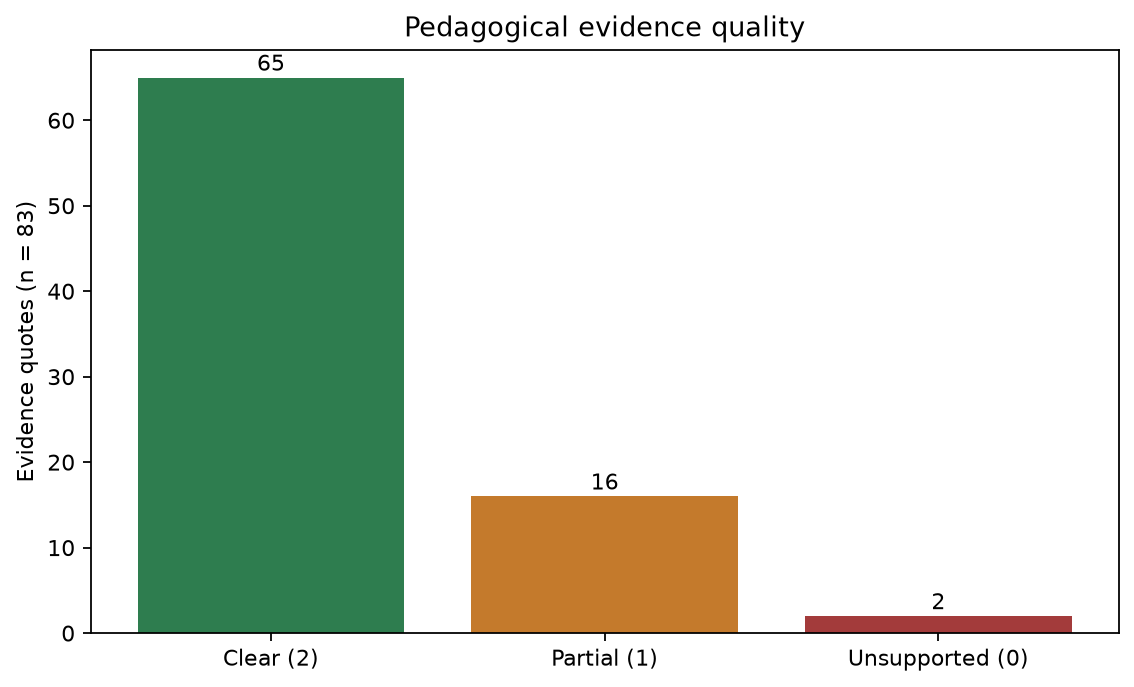 Pedagogical evidence quality
Evidence quotes (n = 83)
60
50
40
30
20
10
0
65
16
2
Clear (2)
Partial (1)
Unsupported (0)